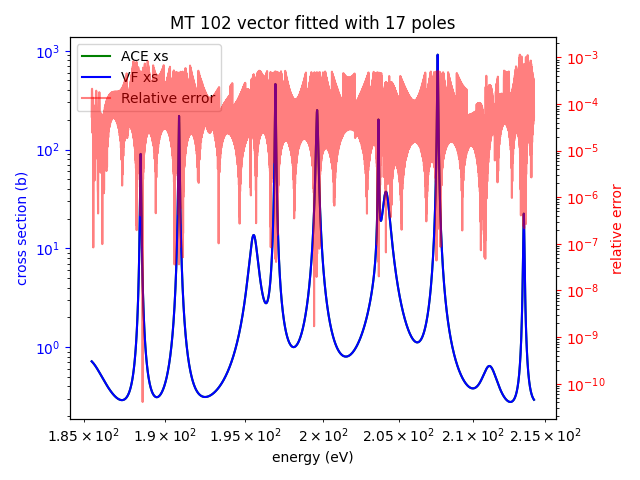 MT 102 vector fitted with 17 poles
ACE xs
VF xs
Relative error
cross section (b)
10³
10²
10¹
10⁰
relative error
10⁻³
10⁻⁴
10⁻⁵
10⁻⁶
10⁻⁷
10⁻⁸
10⁻⁹
10⁻¹⁰
1.85 × 10² 1.9 × 10² 1.95 × 10² 2 × 10² 2.05 × 10² 2.1 × 10² 2.15 × 10²
energy (eV)